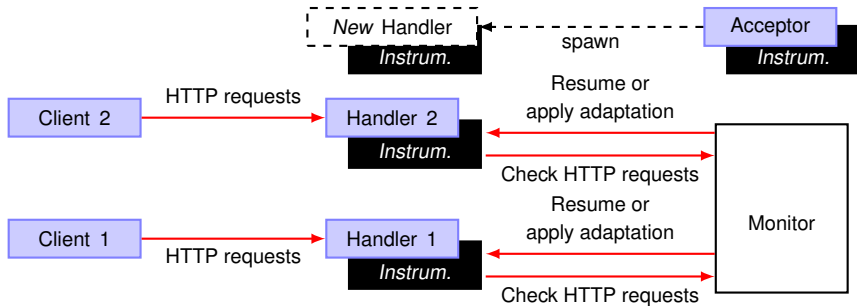 New Handler
Acceptor
spawn
Instrum.
Instrum.
HTTP requests
Resume or
apply adaptation
Client 2
Handler 2
Instrum.
Check HTTP requests
Resume or
apply adaptation
Monitor
Client 1
Handler 1
HTTP requests
Instrum.
Check HTTP requests